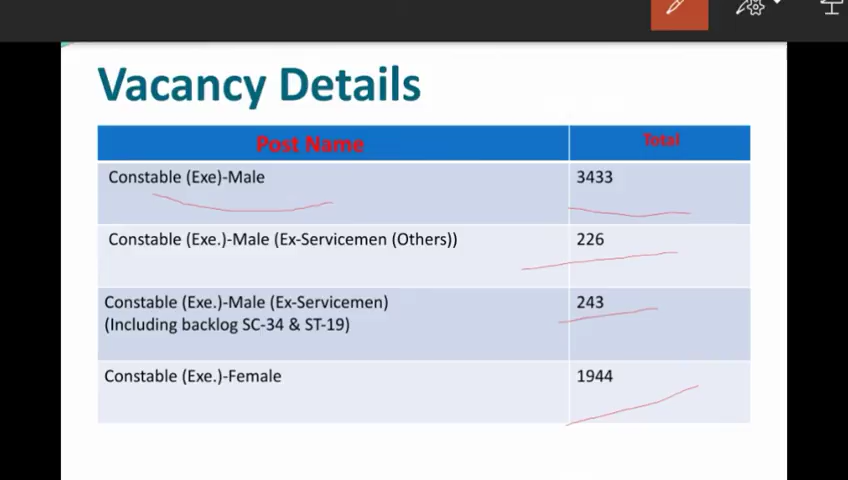 Vacancy Details
Post Name Total
Constable (Exe)-Male 3433
Constable (Exe.)-Male (Ex-Servicemen (Others)) 226
Constable (Exe.)-Male (Ex-Servicemen) 243
(Including backlog SC-34 & ST-19)
Constable (Exe.)-Female 1944